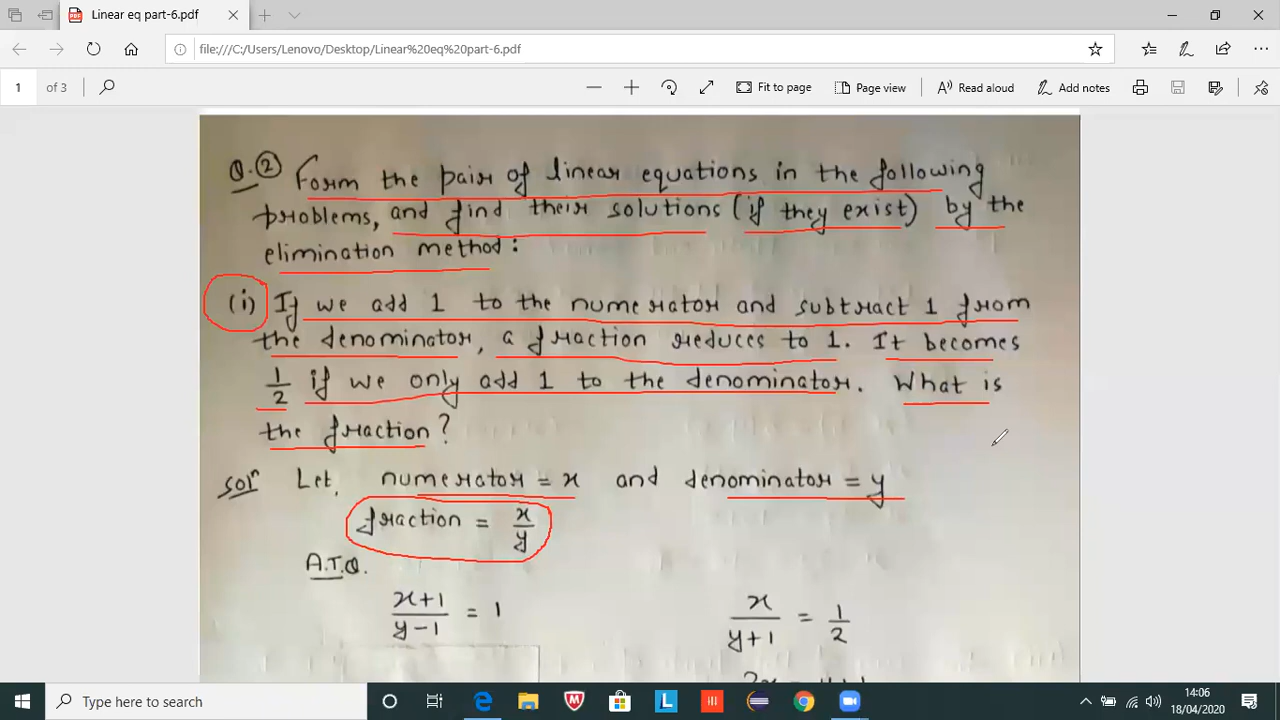 Linear eq part-6.pdf
file:///C:/Users/Lenovo/Desktop/Linear%20eq%20part-6.pdf
1 of 3
Fit to page
Page view
Read aloud
Add notes
Q.② Form the pair of linear equations in the following
problems, and find their solutions (if they exist) by the
elimination method:
(i) If we add 1 to the numerator and subtract 1 from
the denominator, a fraction reduces to 1. It becomes
1/2 if we only add 1 to the denominator. What is
the fraction?
Sol Let, numerator = x and denominator = y
fraction = x/y
A.T.Q.
x+1/y-1 = 1 x/y+1 = 1/2
Type here to search
14:06
18/04/2020